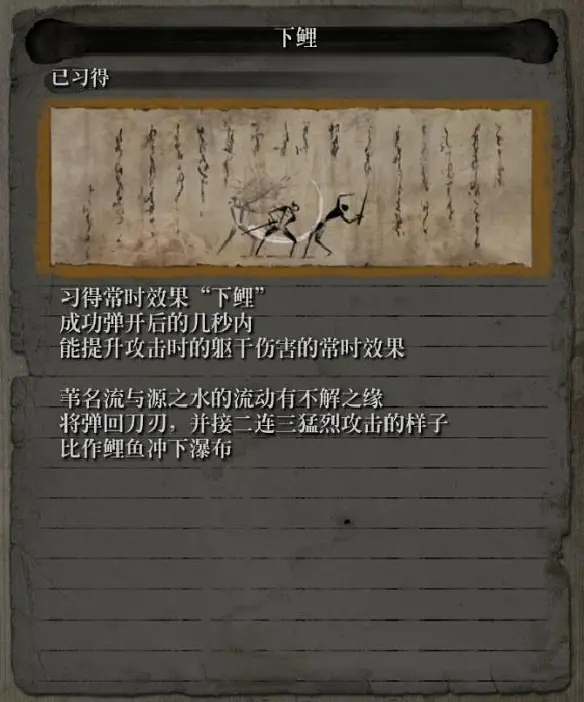 下鲤
已习得
习得常时效果“下鲤”
成功弹开后的几秒内
能提升攻击时的躯干伤害的常时效果
苇名流与源之水的流动有不解之缘
将弹回刀刃，并接二连三猛烈攻击的样子
比作鲤鱼冲下瀑布